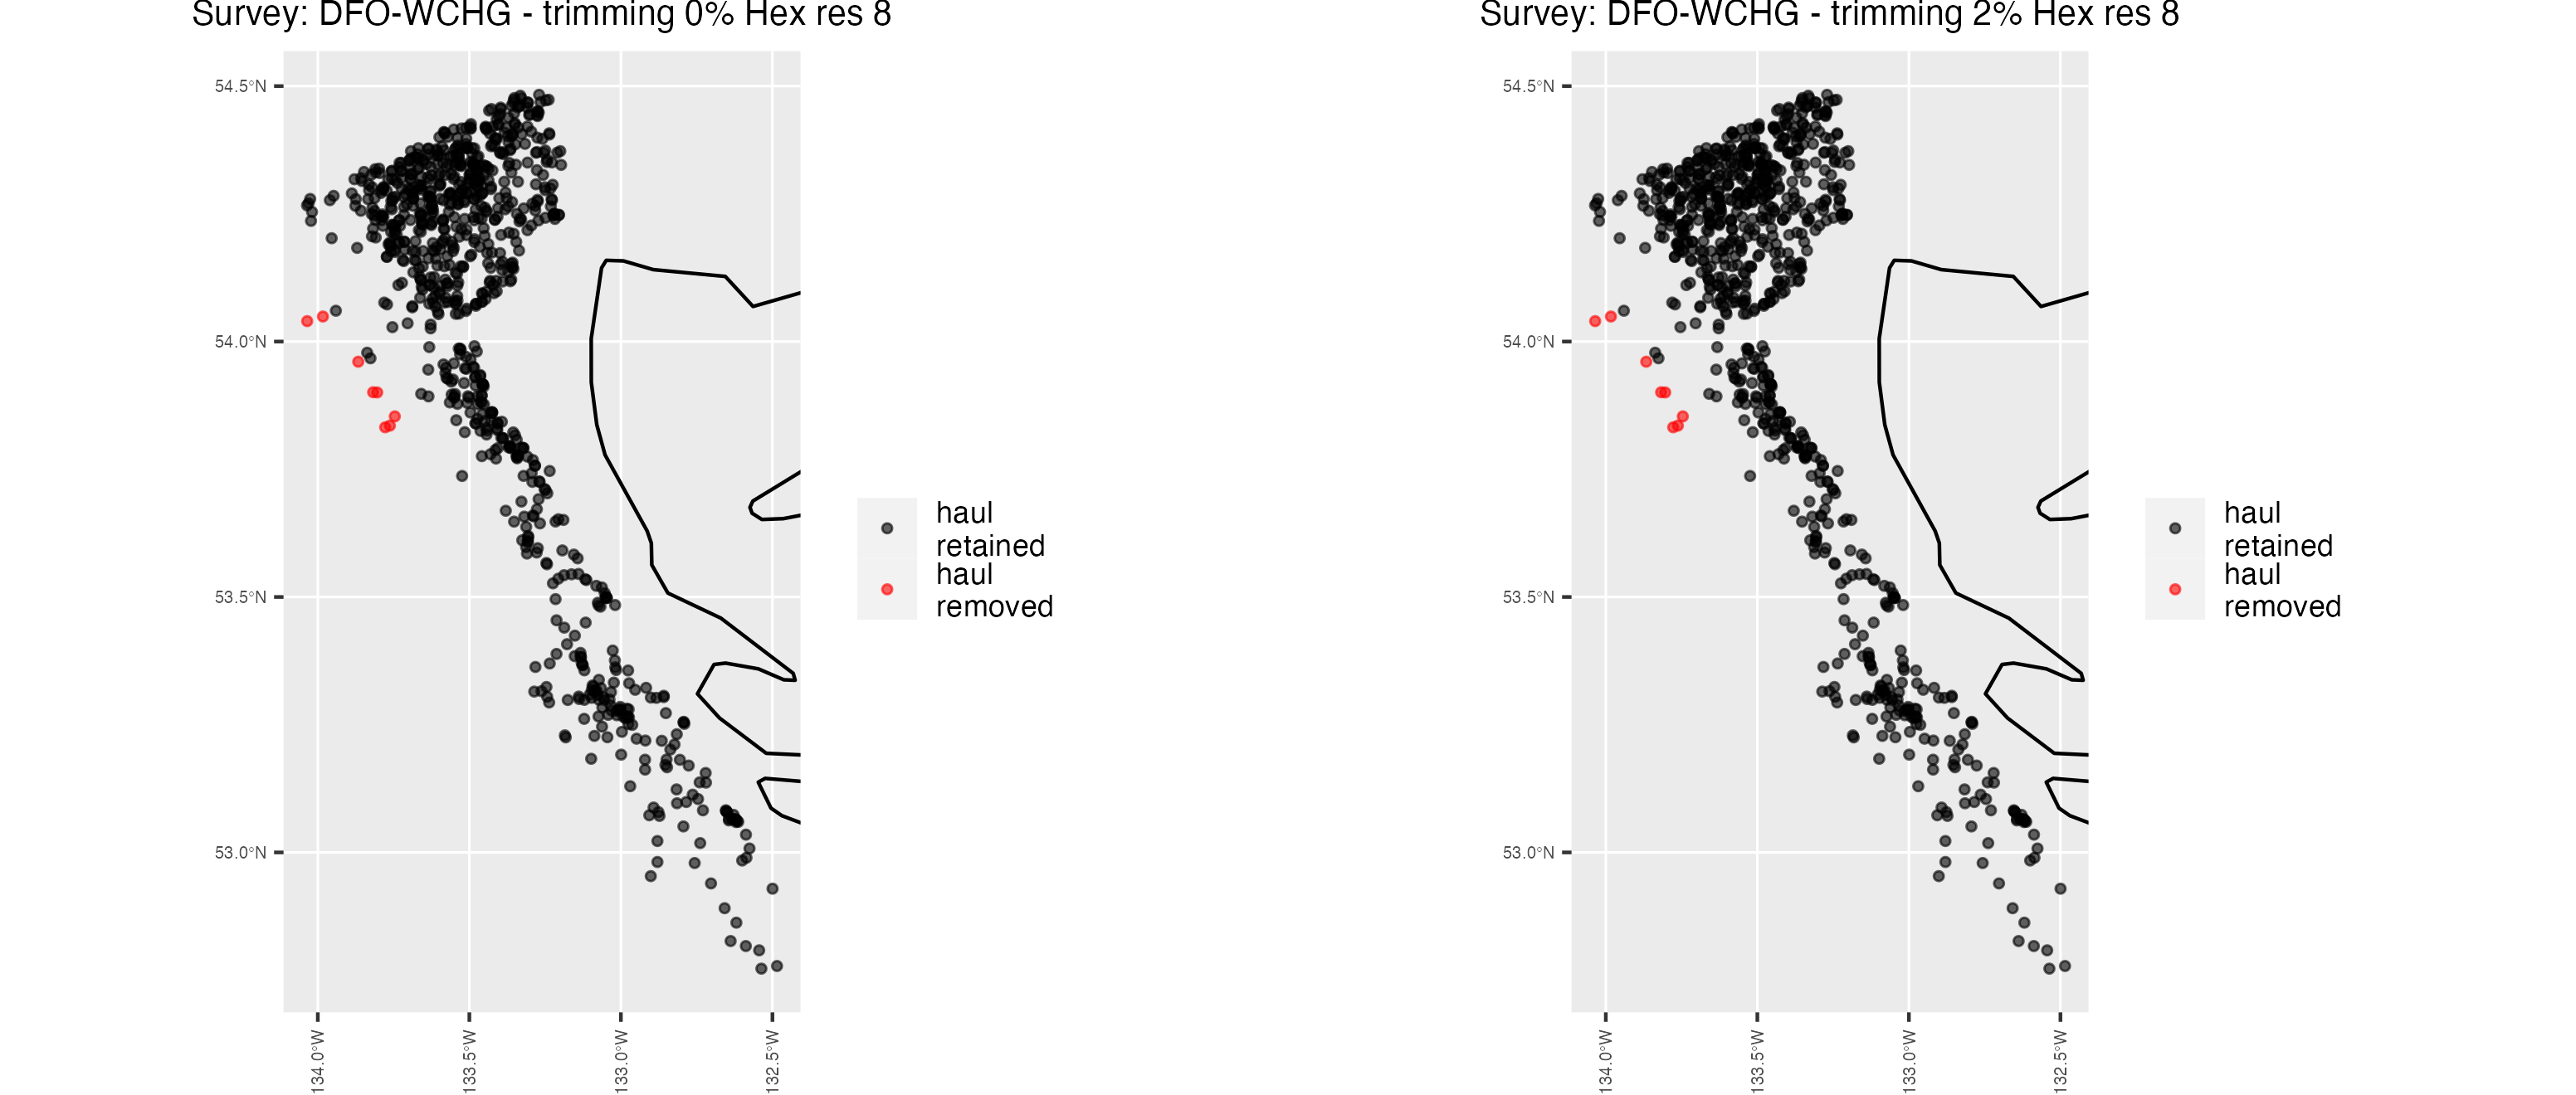 Survey: DFO-WCHG - trimming 0% Hex res 8
54.5°N
54.0°N
53.5°N
53.0°N
134.0°W
133.5°W
133.0°W
132.5°W
haul
retained
haul
removed
Survey: DFO-WCHG - trimming 2% Hex res 8
54.5°N
54.0°N
53.5°N
53.0°N
134.0°W
133.5°W
133.0°W
132.5°W
haul
retained
haul
removed